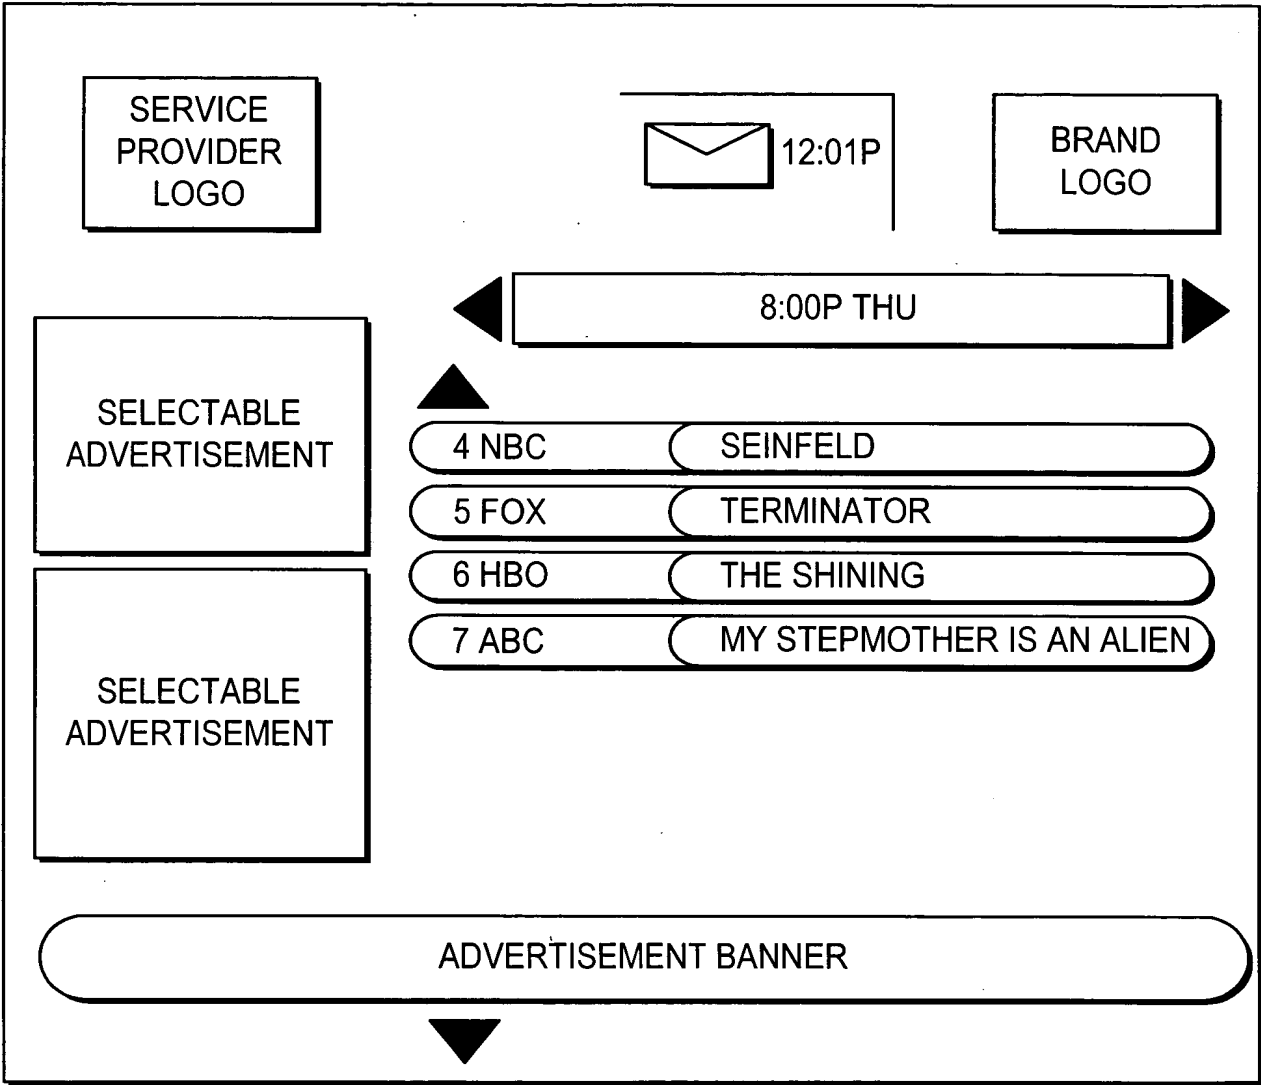 SERVICE
PROVIDER
LOGO
12:01P
BRAND
LOGO
8:00P THU
SELECTABLE
ADVERTISEMENT
4 NBC SEINFELD
5 FOX TERMINATOR
6 HBO THE SHINING
7 ABC MY STEPMOTHER IS AN ALIEN
SELECTABLE
ADVERTISEMENT
ADVERTISEMENT BANNER